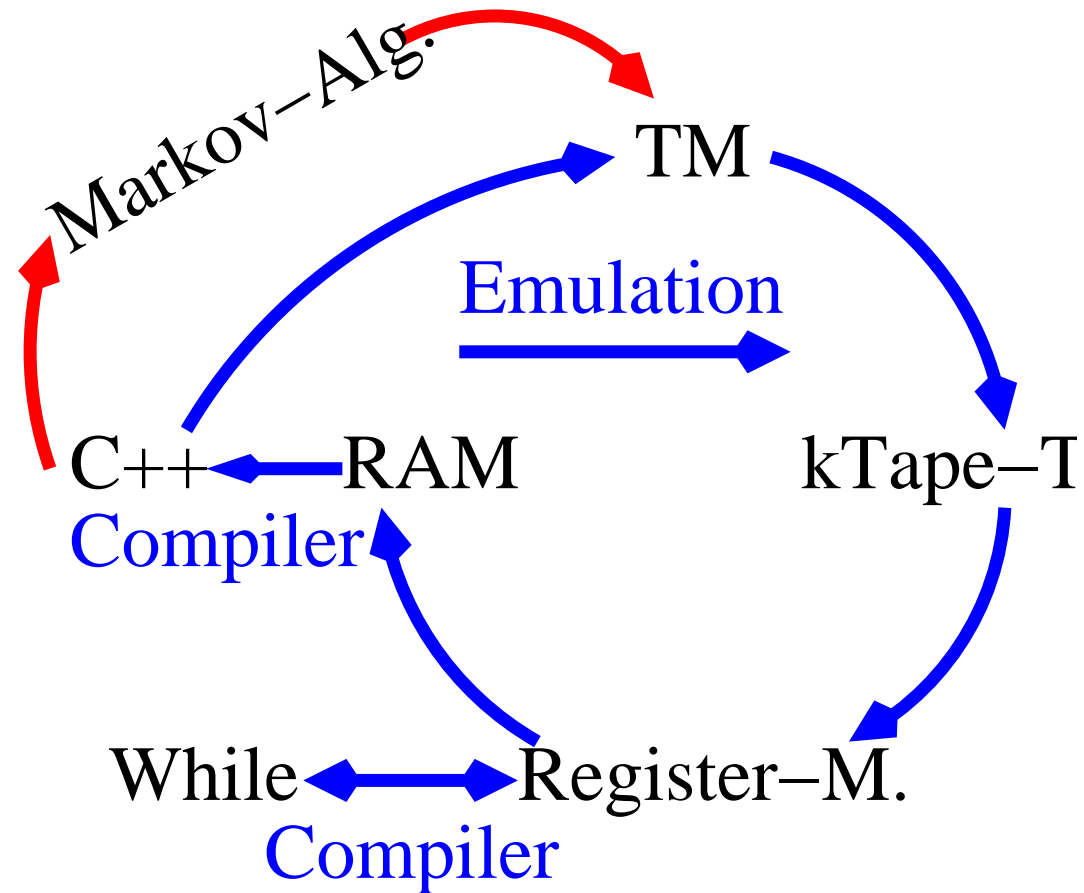 Markov–Alg.
TM
Emulation
C++ RAM kTape–T
Compiler
While Register–M.
Compiler